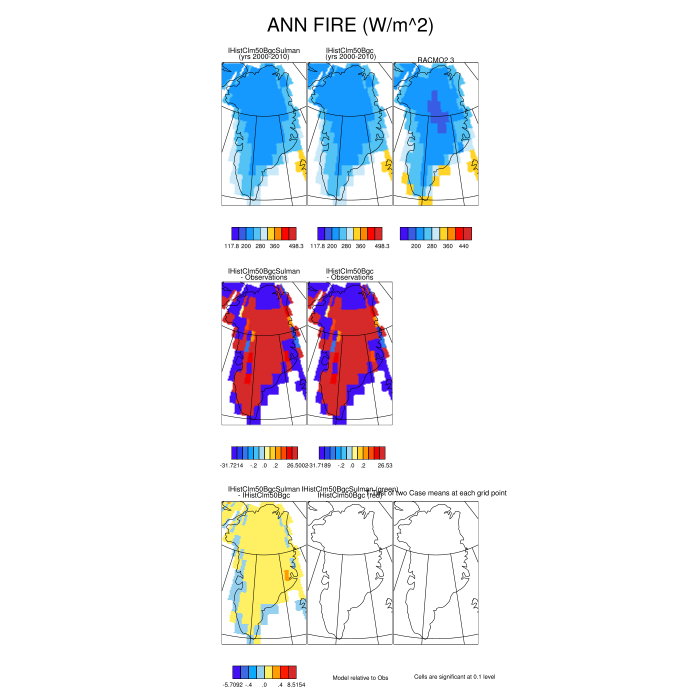 ANN FIRE (W/m^2)
IHistClm50BgcSulman
(yrs 2000-2010)
IHistClm50Bgc
(yrs 2000-2010)
RACMO2.3
117.8 200 280 360 498.3
117.8 200 280 360 498.3
200 280 360 440
IHistClm50BgcSulman
- Observations
IHistClm50Bgc
- Observations
-31.7214 -.2 .0 .2 26.5002
-31.7189 -.2 .0 .2 26.53
IHistClm50BgcSulman
- IHistClm50Bgc
IHistClm50BgcSulman (green)
IHistClm50Bgc (red)
of two Case means at each grid point
-5.7092 -.4 .0 .4 8.5154
Model relative to Obs
Cells are significant at 0.1 level